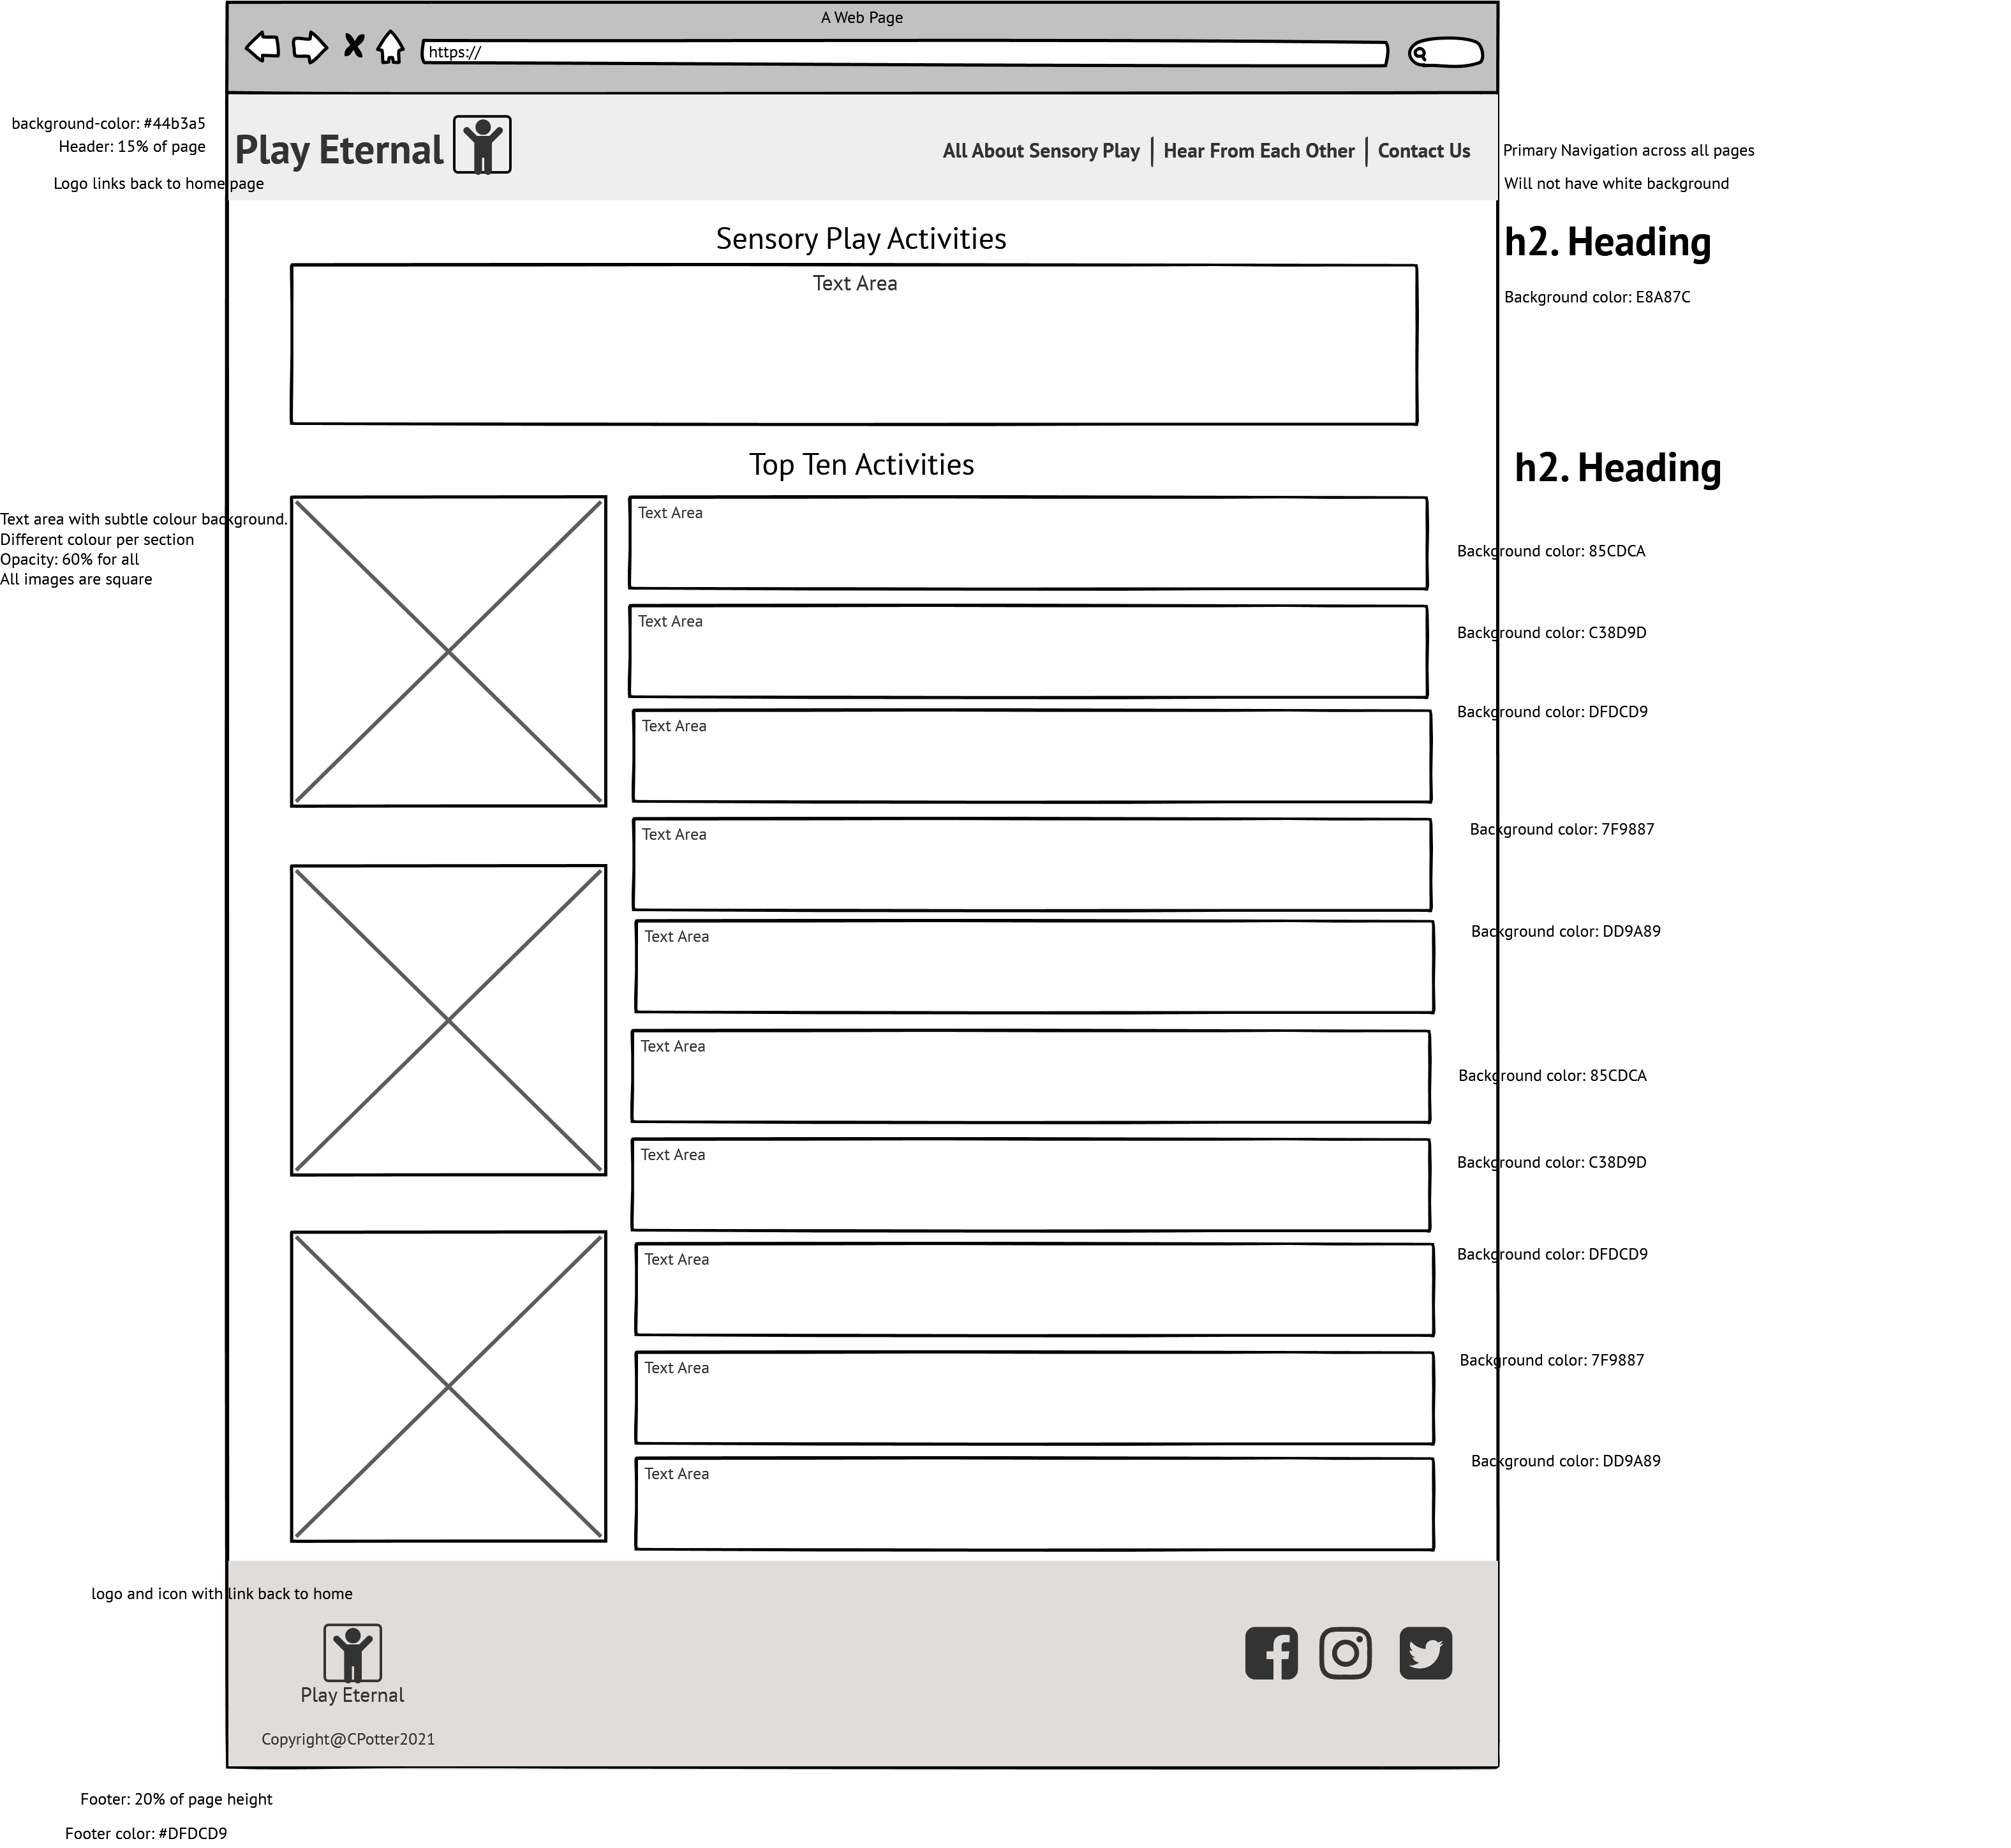 A Web Page
https://
background-color: #44b3a5
Header: 15% of page
Logo links back to home page
Play Eternal
All About Sensory Play
Hear From Each Other
Contact Us
Primary Navigation across all pages
Will not have white background
Sensory Play Activities
h2. Heading
Text Area
Background color: E8A87C
Top Ten Activities
h2. Heading
Text area with subtle colour background.
Different colour per section
Opacity: 60% for all
All images are square
Text Area
Background color: 85CDCA
Text Area
Background color: C38D9D
Text Area
Background color: DFDCD9
Text Area
Background color: 7F9887
Text Area
Background color: DD9A89
Text Area
Background color: 85CDCA
Text Area
Background color: C38D9D
Text Area
Background color: DFDCD9
Text Area
Background color: 7F9887
Text Area
Background color: DD9A89
logo and icon with link back to home
Play Eternal
Copyright@CPotter2021
Footer: 20% of page height
Footer color: #DFDCD9